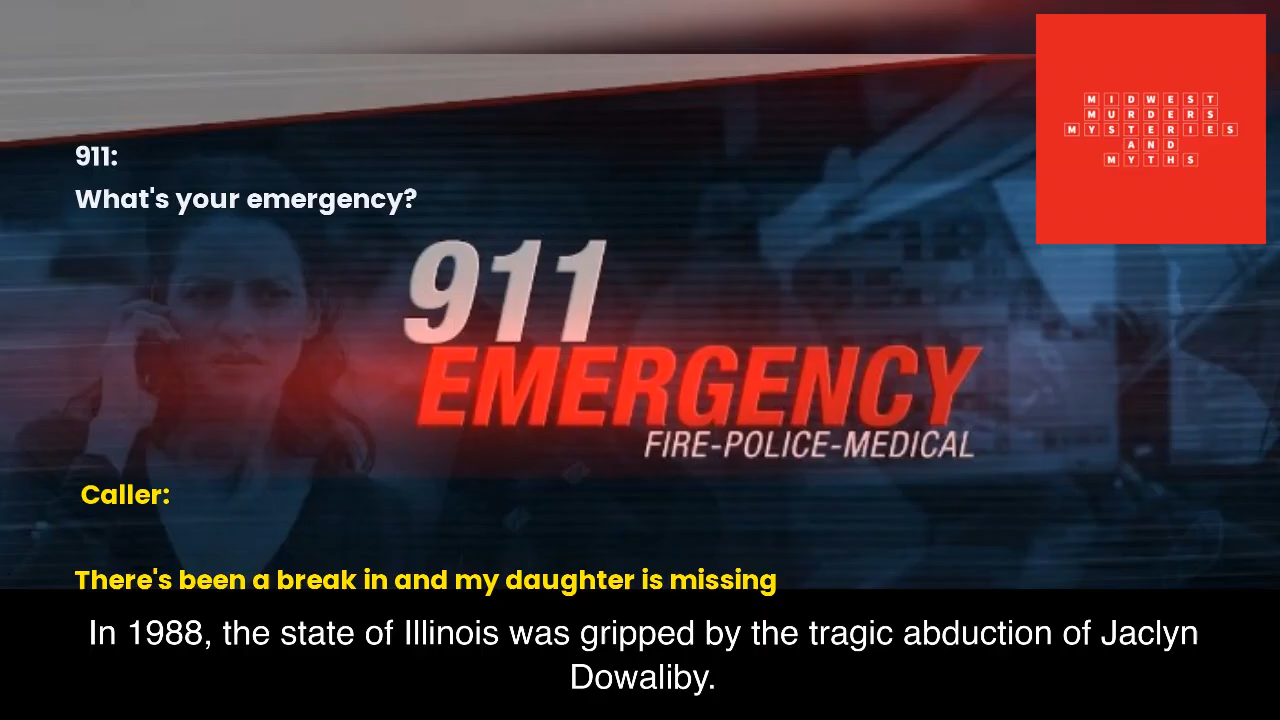 MIDWEST
MURDERS
MYSTERIES
AND
MYTHS
911:
What's your emergency?
911
EMERGENCY
FIRE-POLICE-MEDICAL
Caller:
There's been a break in and my daughter is missing
In 1988, the state of Illinois was gripped by the tragic abduction of Jaclyn
Dowaliby.